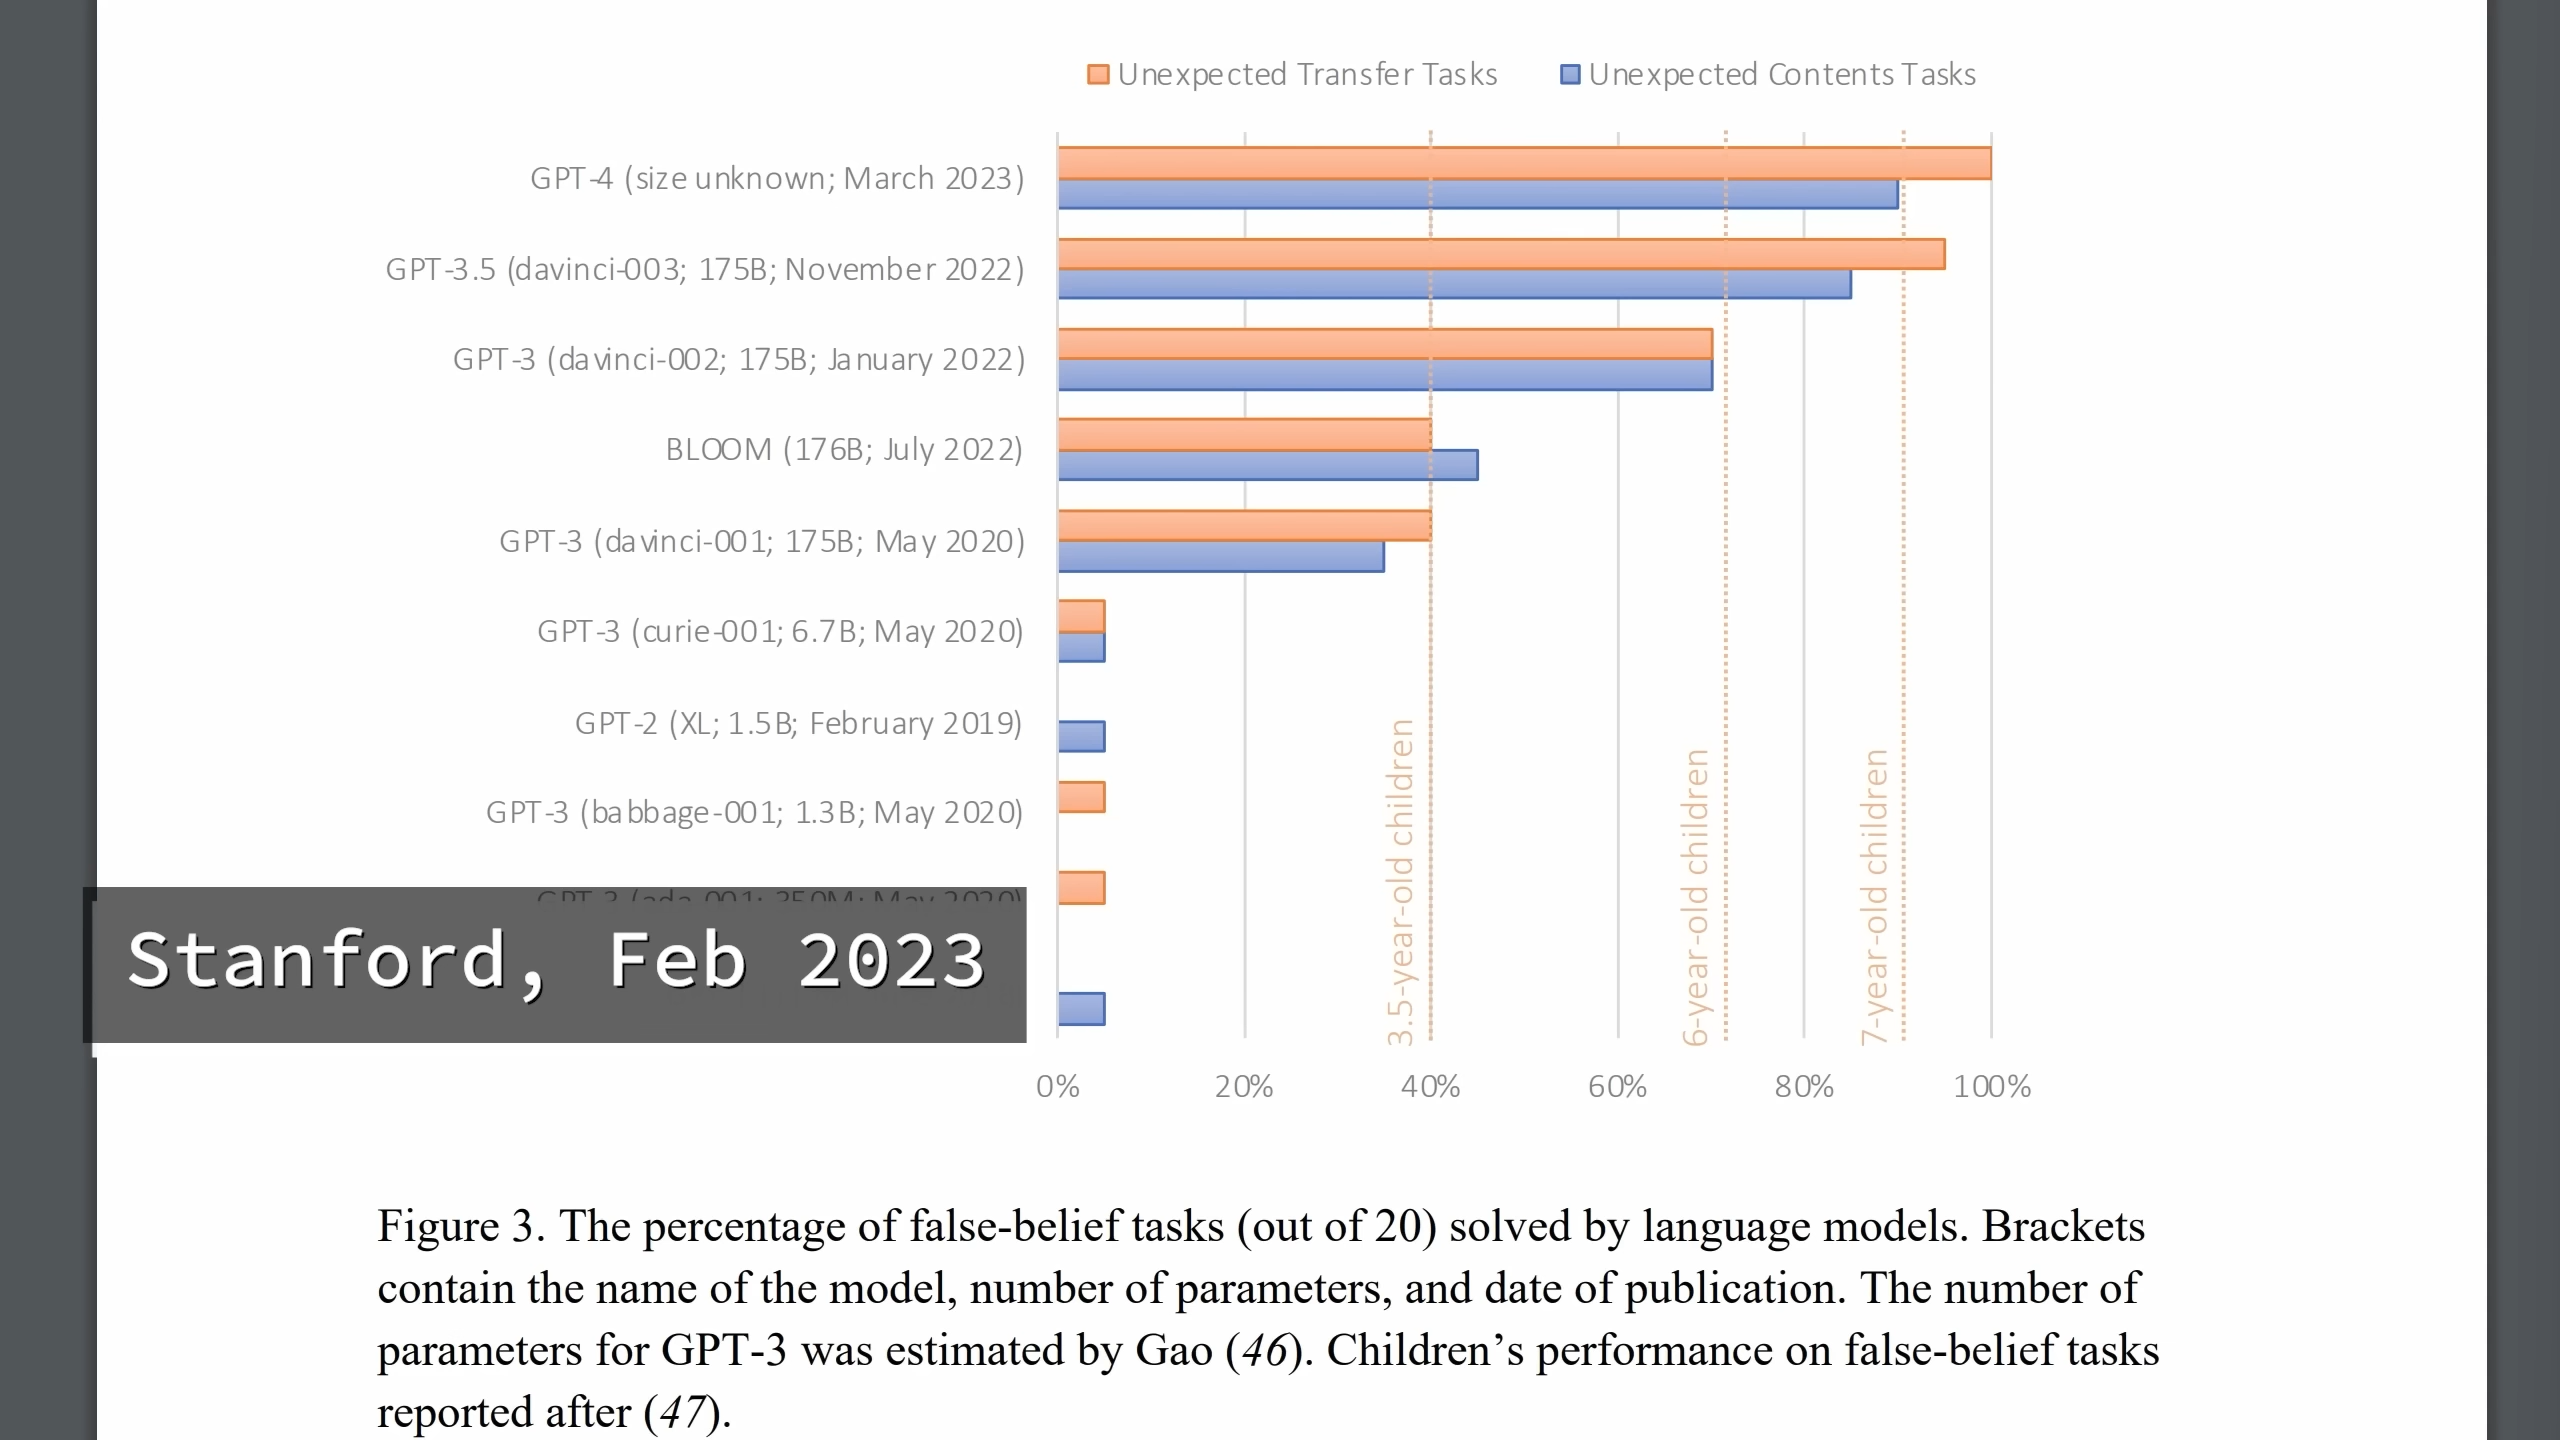 Unexpected Transfer Tasks Unexpected Contents Tasks
GPT-4 (size unknown; March 2023)
GPT-3.5 (davinci-003; 175B; November 2022)
GPT-3 (davinci-002; 175B; January 2022)
BLOOM (176B; July 2022)
GPT-3 (davinci-001; 175B; May 2020)
GPT-3 (curie-001; 6.7B; May 2020)
GPT-2 (XL; 1.5B; February 2019)
GPT-3 (babbage-001; 1.3B; May 2020)
GPT-3 (ada-001; 350M; May 2020)
Stanford, Feb 2023
3.5-year-old children
6-year-old children
7-year-old children
0% 20% 40% 60% 80% 100%
Figure 3. The percentage of false-belief tasks (out of 20) solved by language models. Brackets
contain the name of the model, number of parameters, and date of publication. The number of
parameters for GPT-3 was estimated by Gao (46). Children’s performance on false-belief tasks
reported after (47).